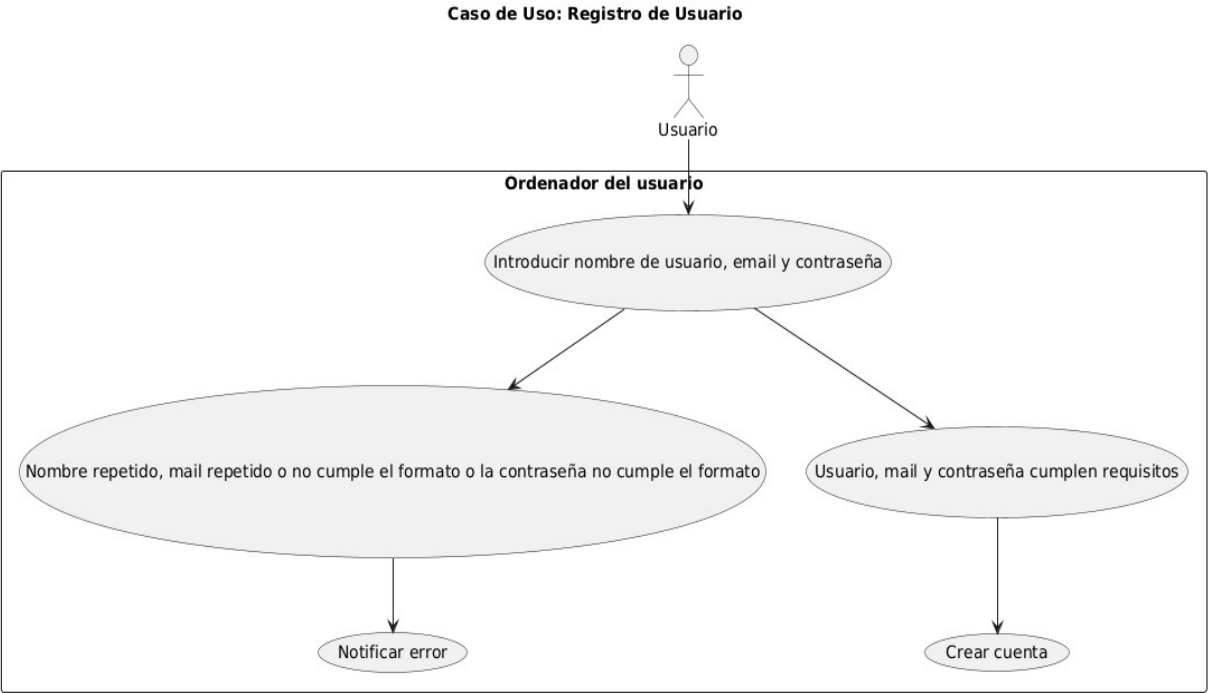 Caso de Uso: Registro de Usuario
Usuario
Ordenador del usuario
Introducir nombre de usuario, email y contraseña
Nombre repetido, mail repetido o no cumple el formato o la contraseña no cumple el formato
Usuario, mail y contraseña cumplen requisitos
Notificar error
Crear cuenta